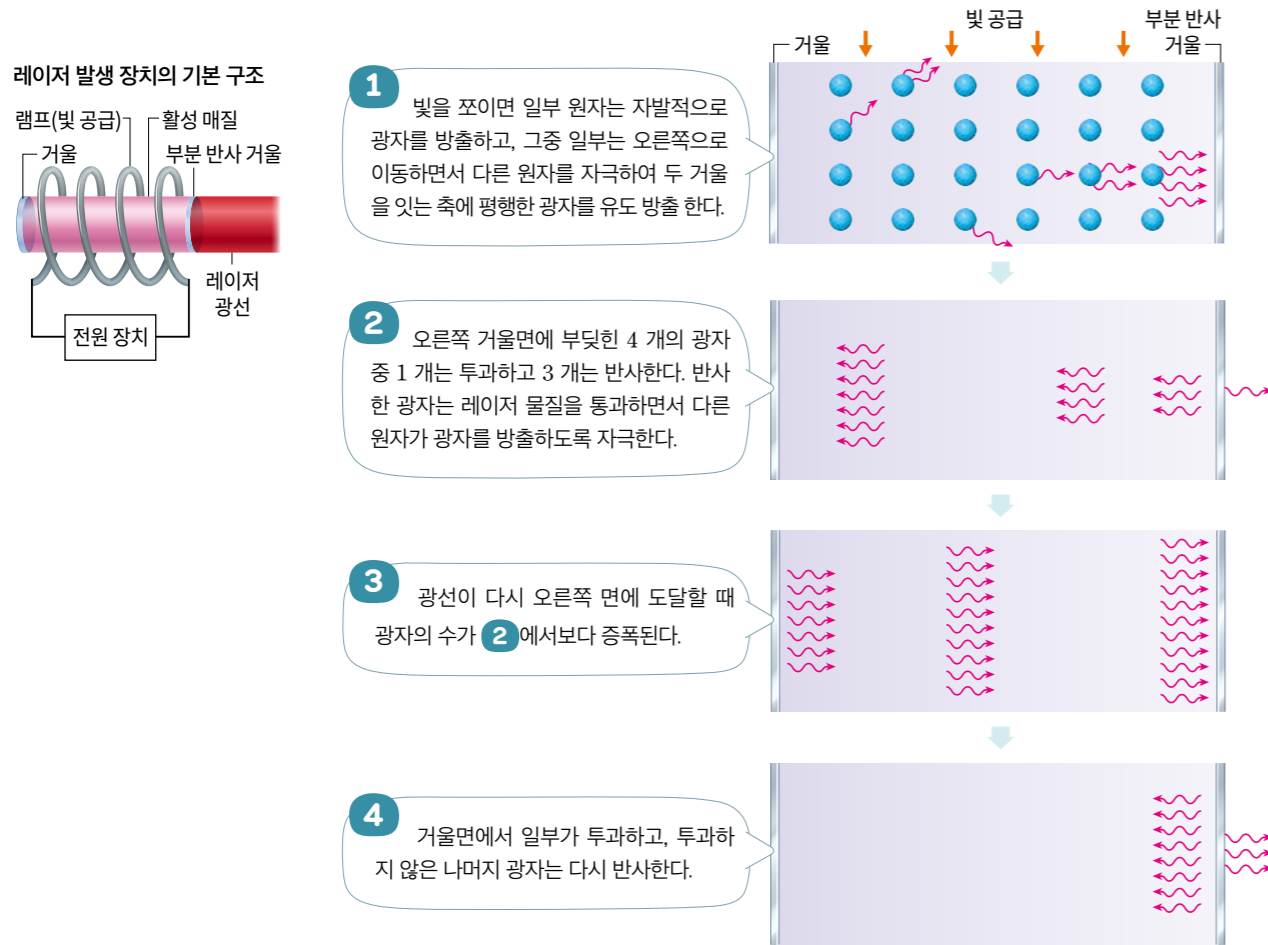 레이저 발생 장치의 기본 구조
램프(빛 공급)
활성 매질
거울
부분 반사 거울
레이저
광선
전원 장치
1
빛을 쪼이면 일부 원자는 자발적으로
광자를 방출하고, 그중 일부는 오른쪽으로
이동하면서 다른 원자를 자극하여 두 거울
을 잇는 축에 평행한 광자를 유도 방출 한다.
거울
빛 공급
부분 반사
거울
2
오른쪽 거울면에 부딪힌 4 개의 광자
중 1 개는 투과하고 3 개는 반사한다. 반사
한 광자는 레이저 물질을 통과하면서 다른
원자가 광자를 방출하도록 자극한다.
3
광선이 다시 오른쪽 면에 도달할 때
광자의 수가 2 에서보다 증폭된다.
4
거울면에서 일부가 투과하고, 투과하
지 않은 나머지 광자는 다시 반사한다.